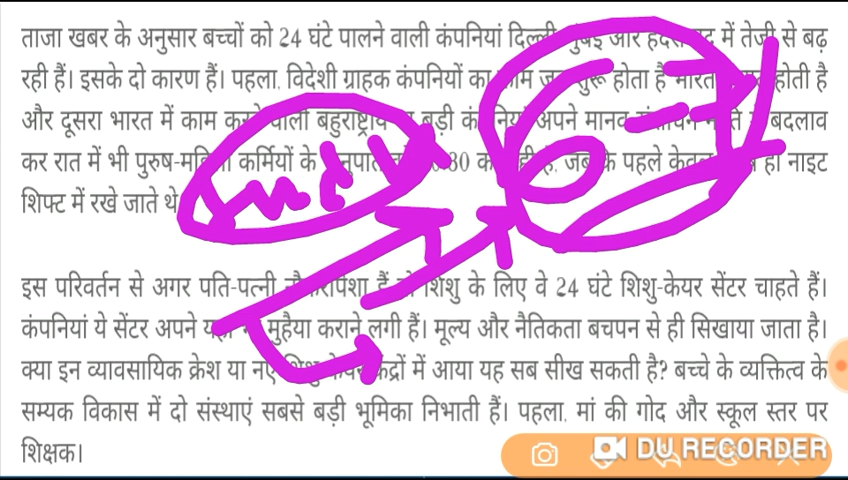 ताजा खबर के अनुसार बच्चों को 24 घंटे पालने वाली कंपनियां दिल्ली में तेजी से बढ़
रही हैं। इसके दो कारण हैं। पहला, विदेशी ग्राहक कंपनियों का शुरू होता है होती है
और दूसरा भारत में काम करने वाली बहुराष्ट्रीय बड़ी अपने मानव बदलाव
कर रात में भी पुरुष-महिला कर्मियों के पहले नाइट
शिफ्ट में रखे जाते थे
इस परिवर्तन से अगर पति-पत्नी हैं शिशु के लिए वे 24 घंटे शिशु-केयर सेंटर चाहते हैं।
कंपनियां ये सेंटर अपने मुहैया कराने लगी हैं। मूल्य और नैतिकता बचपन से ही सिखाया जाता है।
क्या इन व्यावसायिक क्रेश या नए में आया यह सब सीख सकती है? बच्चे के व्यक्तित्व के
सम्यक विकास में दो संस्थाएं सबसे बड़ी भूमिका निभाती हैं। पहला, मां की गोद और स्कूल स्तर पर
शिक्षक।
DU RECORDER